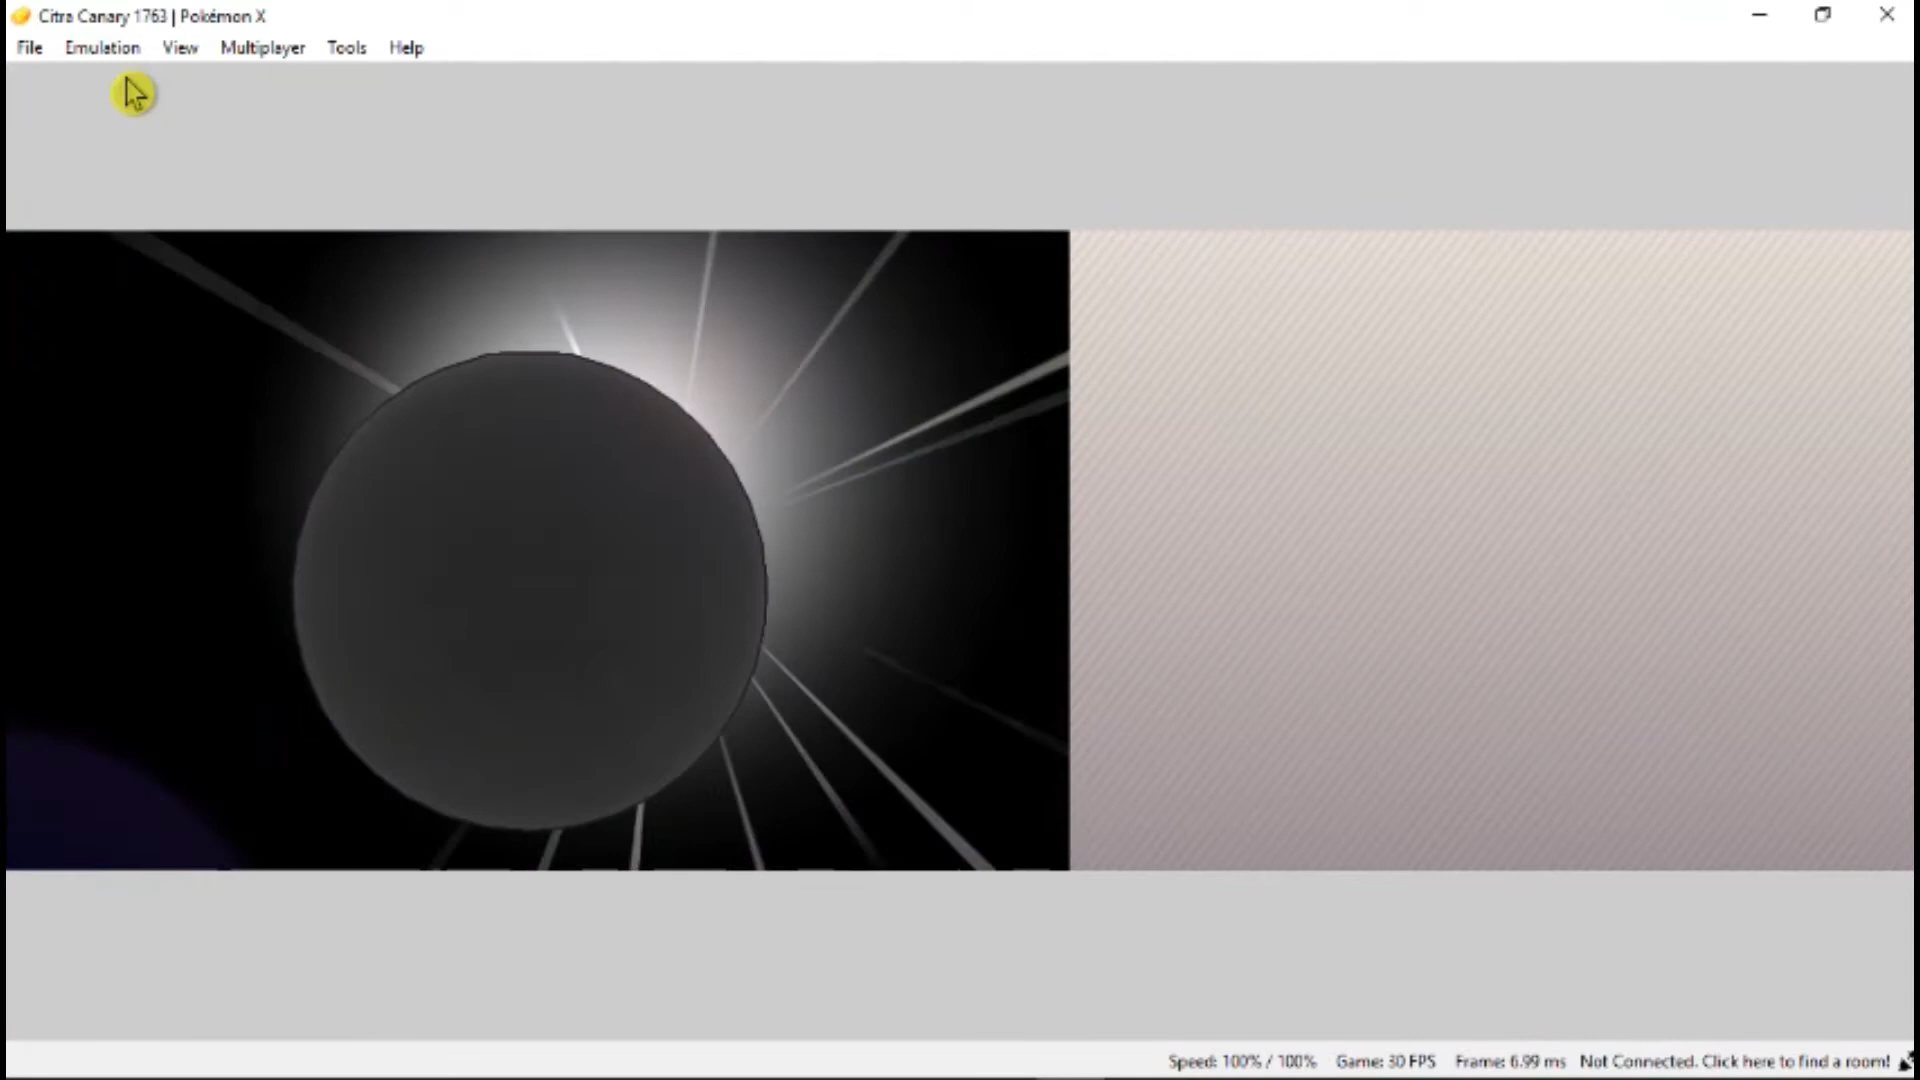 Citra Canary 1763 | Pokémon X
File Emulation View Multiplayer Tools Help
Speed: 100% / 100% Game: 30 FPS Frame: 6.99 ms Not Connected. Click here to find a room!